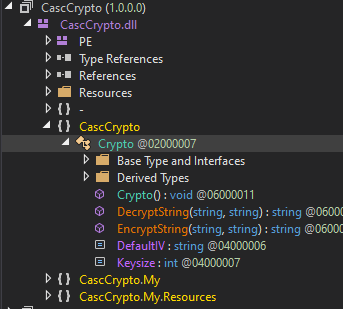 CascCrypto (1.0.0.0)
CascCrypto.dll
PE
Type References
References
Resources
{ } -
{ } CascCrypto
Crypto @02000007
Base Type and Interfaces
Derived Types
Crypto() : void @06000011
DecryptString(string, string) : string @0600
EncryptString(string, string) : string @0600
DefaultIV : string @04000006
Keysize : int @04000007
{ } CascCrypto.My
{ } CascCrypto.My.Resources